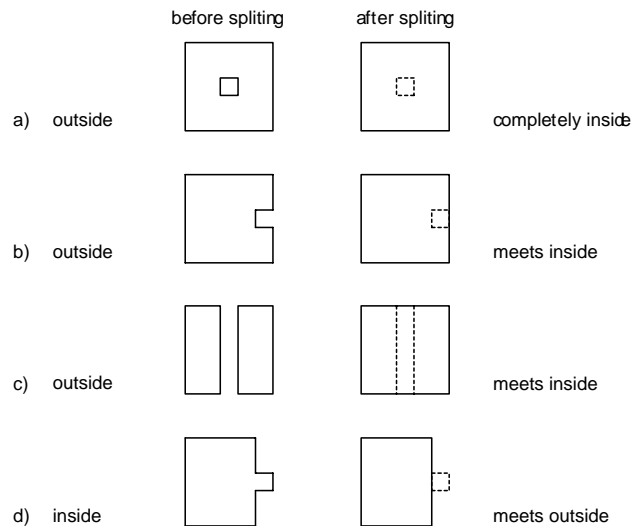 before spliting after spliting
a) outside completely inside
b) outside meets inside
c) outside meets inside
d) inside meets outside